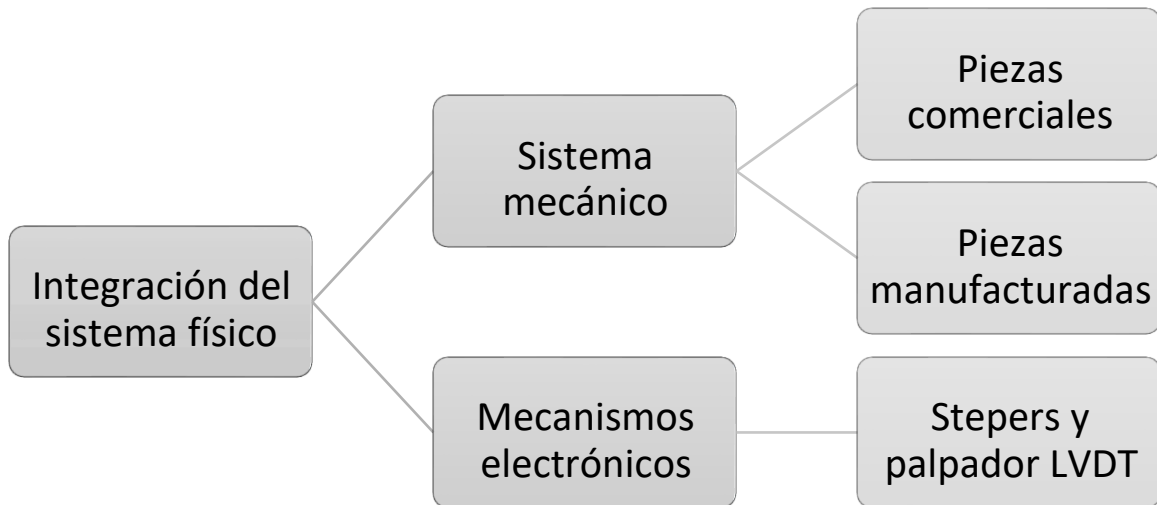 Integración del
sistema físico
Sistema
mecánico
Piezas
comerciales
Piezas
manufacturadas
Mecanismos
electrónicos
Stepers y
palpador LVDT